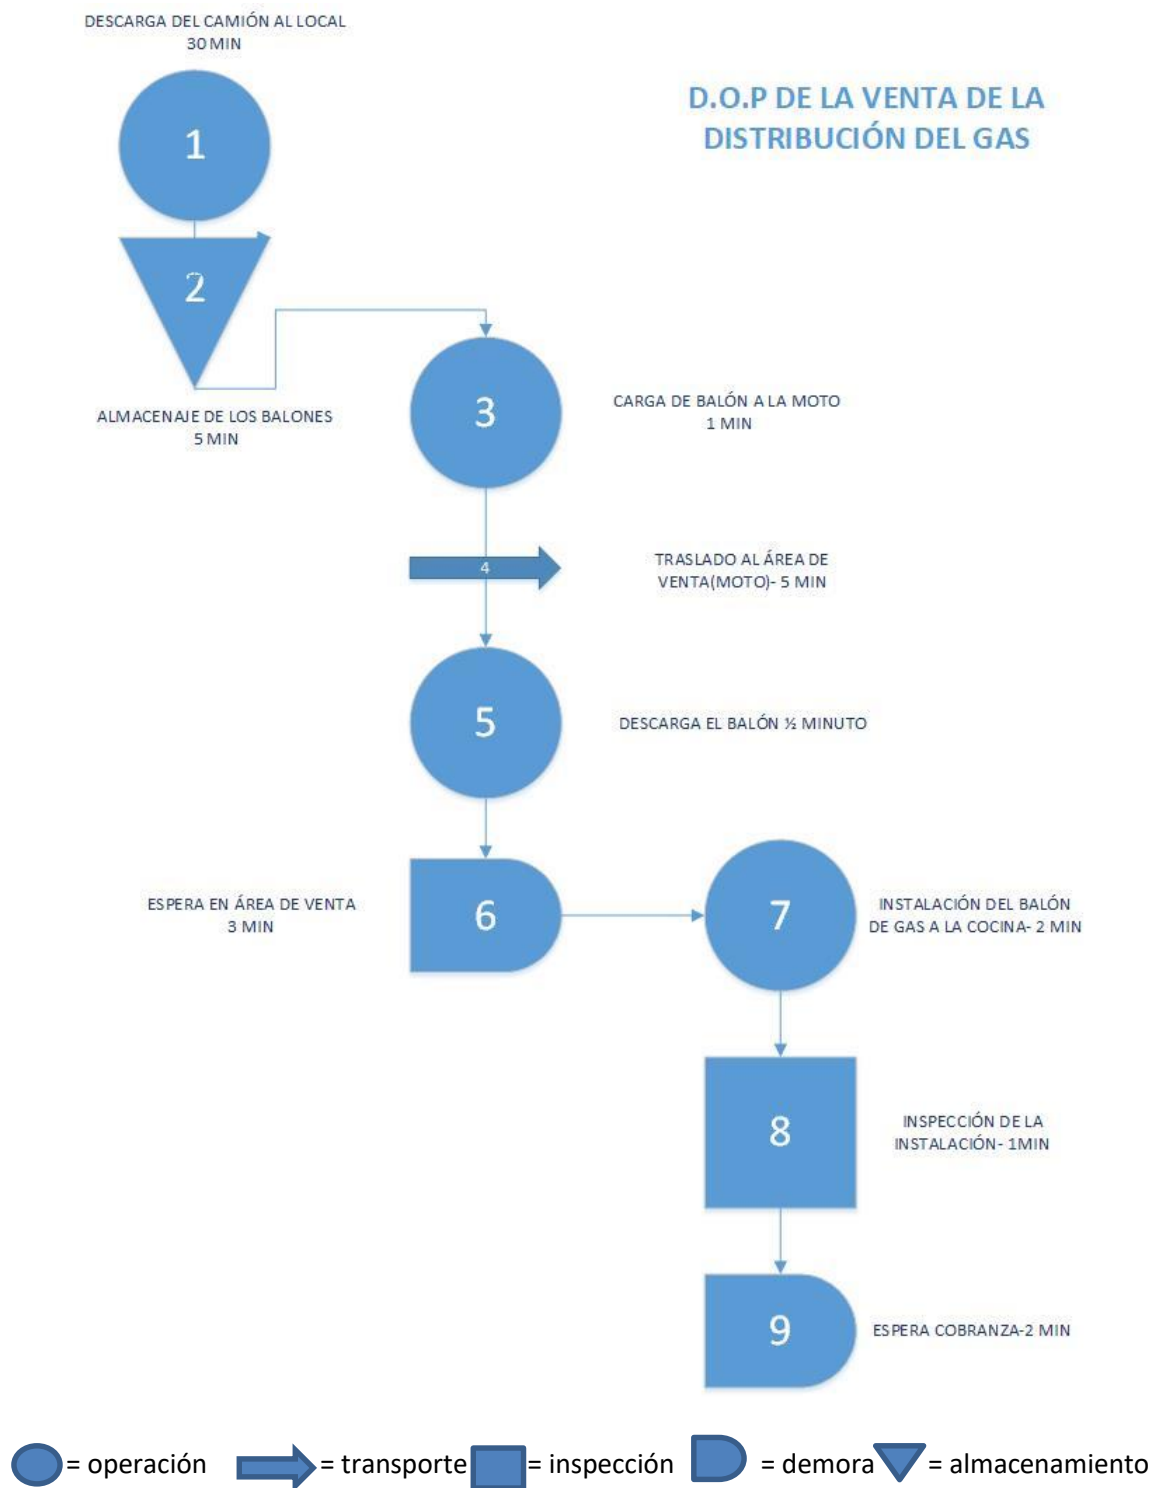 DESCARGA DEL CAMIÓN AL LOCAL
30 MIN
D.O.P DE LA VENTA DE LA
DISTRIBUCIÓN DEL GAS
1
2
ALMACENAJE DE LOS BALONES
5 MIN
3
CARGA DE BALÓN A LA MOTO
1 MIN
4
TRASLADO AL ÁREA DE
VENTA(MOTO)- 5 MIN
5
DESCARGA EL BALÓN ½ MINUTO
ESPERA EN ÁREA DE VENTA
3 MIN
6
7
INSTALACIÓN DEL BALÓN
DE GAS A LA COCINA- 2 MIN
8
INSPECCIÓN DE LA
INSTALACIÓN- 1MIN
9
ESPERA COBRANZA-2 MIN
= operación = transporte = inspección = demora = almacenamiento